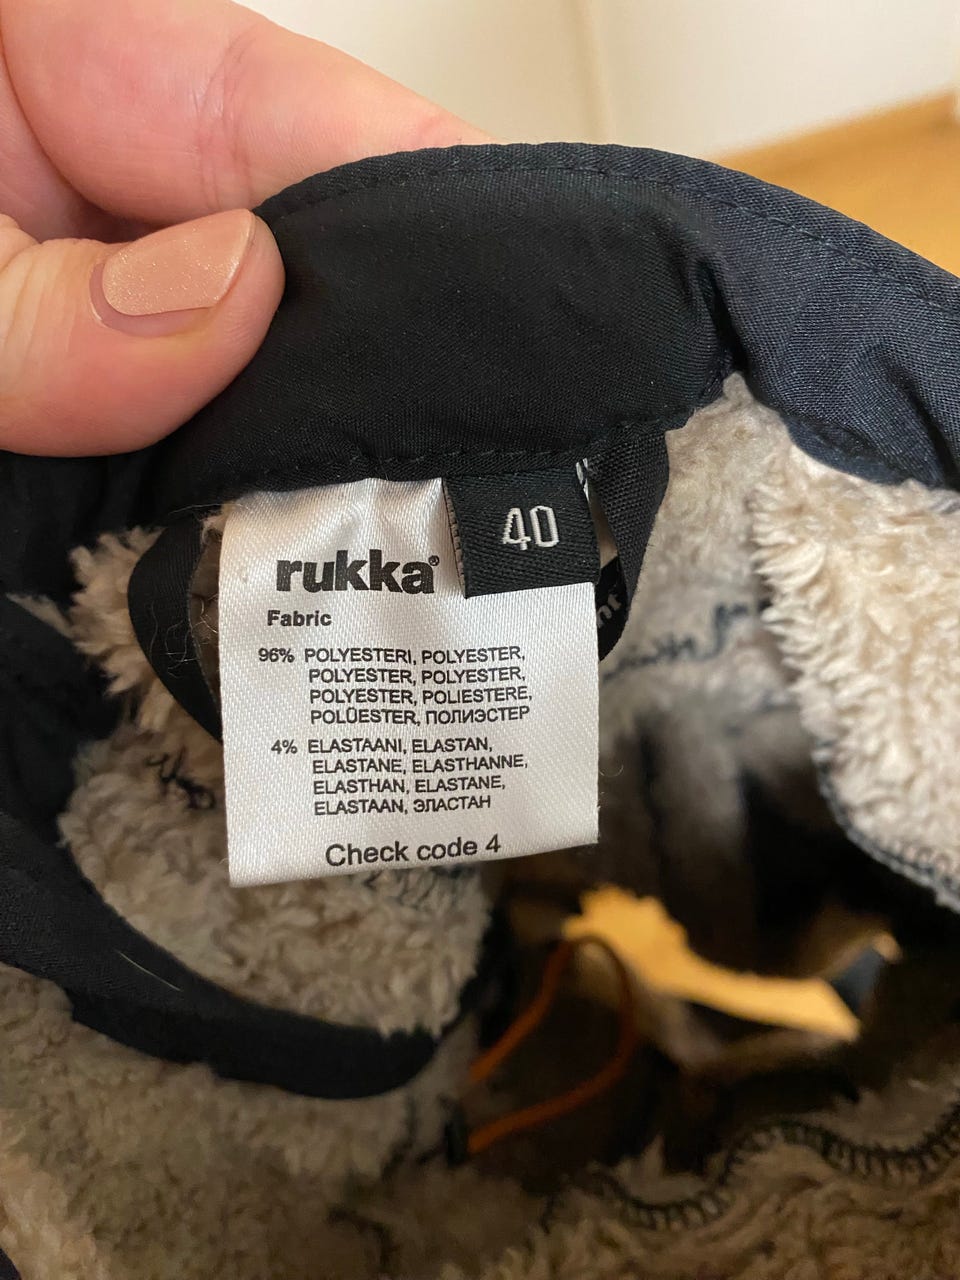 rukka®
40
Fabric
96% POLYESTERI, POLYESTER,
POLYESTER, POLYESTER,
POLYESTER, POLIESTERE,
POLÜESTER, ПОЛИЭСТЕР
4% ELASTAANI, ELASTAN,
ELASTANE, ELASTHANNE,
ELASTHAN, ELASTANE,
ELASTAAN, ЭЛАСТАН
Check code 4